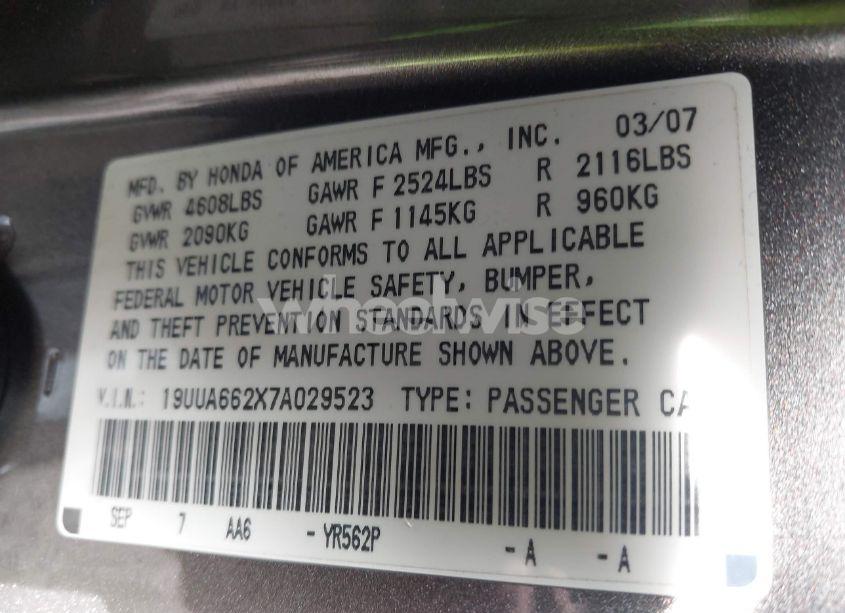 MFD. BY HONDA OF AMERICA MFG., INC. 03/07
GVWR 4608LBS GAWR F 2524LBS R 2116LBS
GVWR 2090KG GAWR F 1145KG R 960KG
THIS VEHICLE CONFORMS TO ALL APPLICABLE
FEDERAL MOTOR VEHICLE SAFETY, BUMPER,
AND THEFT PREVENTION STANDARDS IN EFFECT
ON THE DATE OF MANUFACTURE SHOWN ABOVE.
V.I.N.: 19UUA662X7A029523 TYPE: PASSENGER CA
SEP 7 AA6 -YR562P -A -A
wheelwise